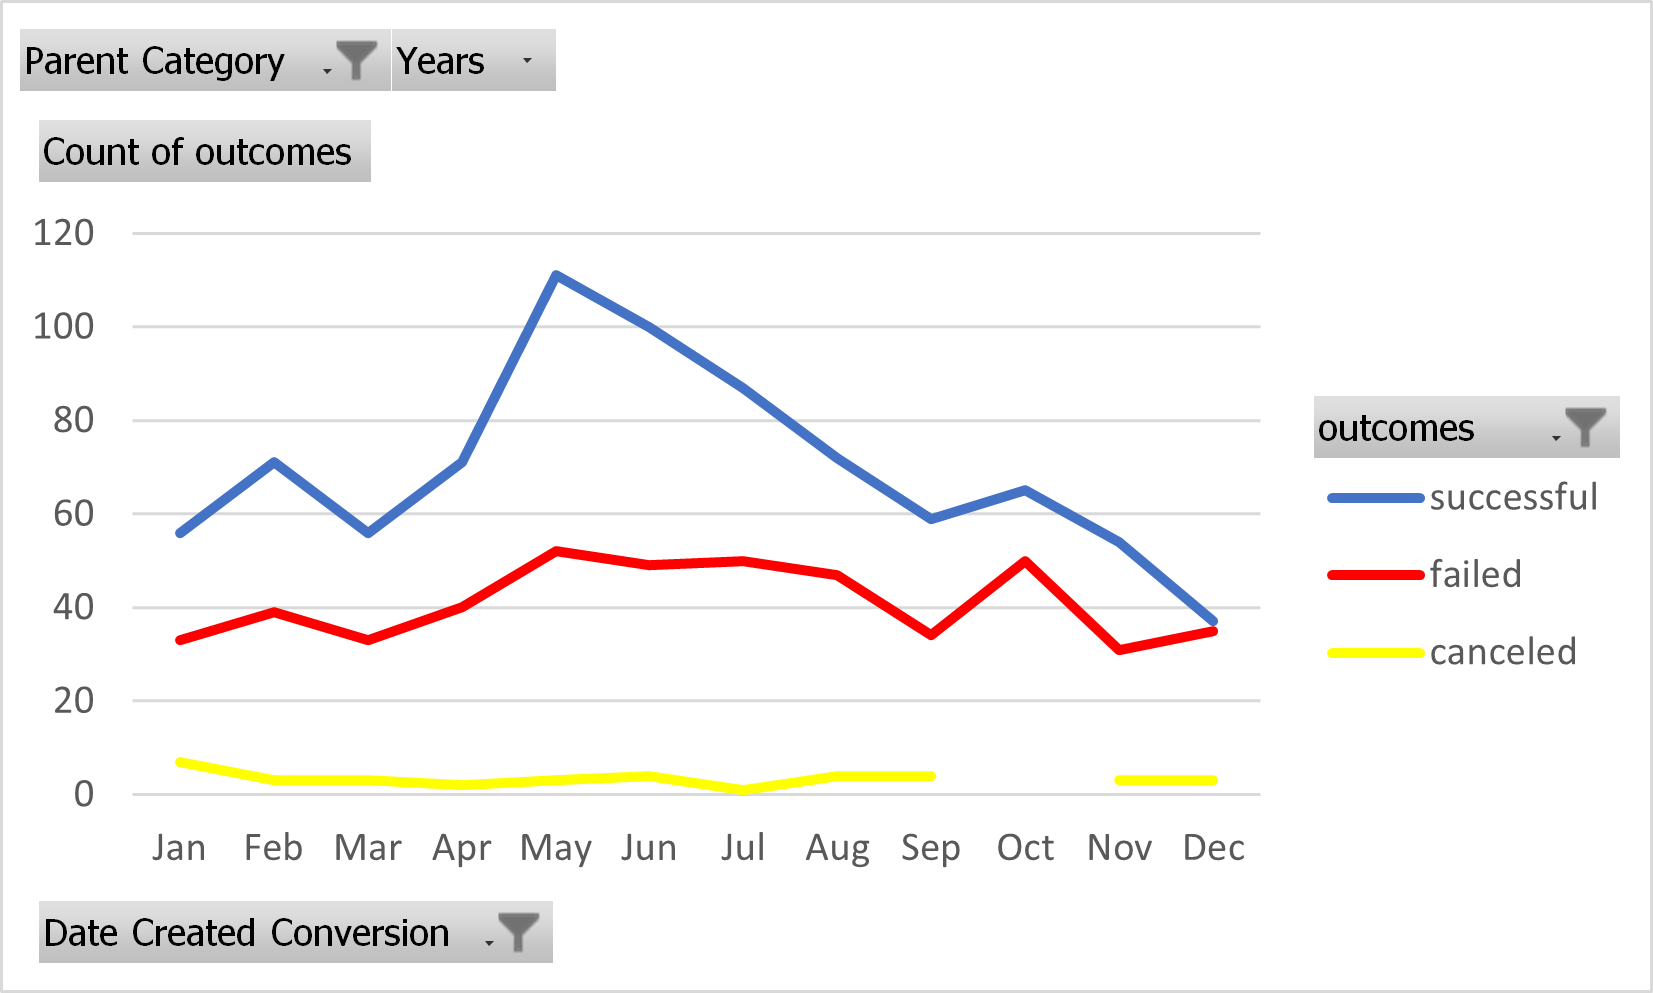 Parent Category Years
Count of outcomes
120
100
80
60
40
20
0
Jan Feb Mar Apr May Jun Jul Aug Sep Oct Nov Dec
outcomes
successful
failed
canceled
Date Created Conversion